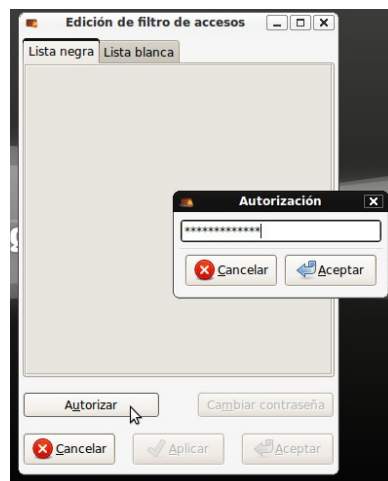 Edición de filtro de accesos
Lista negra Lista blanca
Autorización
*************
Cancelar Aceptar
Autorizar Cambiar contraseña
Cancelar Aplicar Aceptar